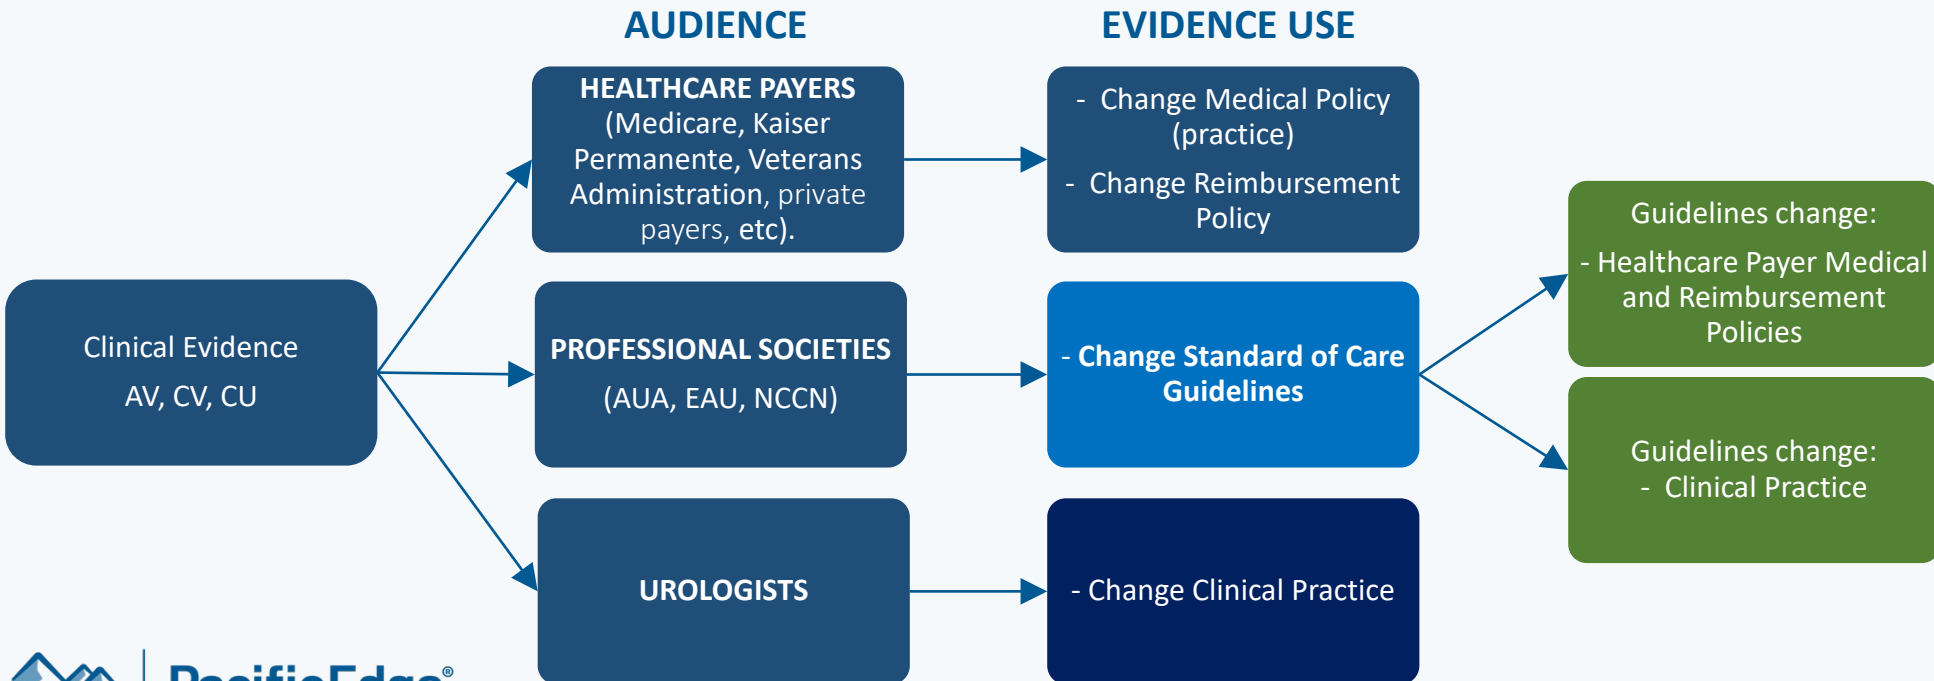 AUDIENCE
EVIDENCE USE
HEALTHCARE PAYERS
(Medicare, Kaiser
Permanente, Veterans
Administration, private
payers, etc).
- Change Medical Policy
(practice)
- Change Reimbursement
Policy
Guidelines change:
- Healthcare Payer Medical
and Reimbursement
Policies
Clinical Evidence
AV, CV, CU
PROFESSIONAL SOCIETIES
(AUA, EAU, NCCN)
- Change Standard of Care
Guidelines
Guidelines change:
- Clinical Practice
UROLOGISTS
- Change Clinical Practice
PacificEdge®